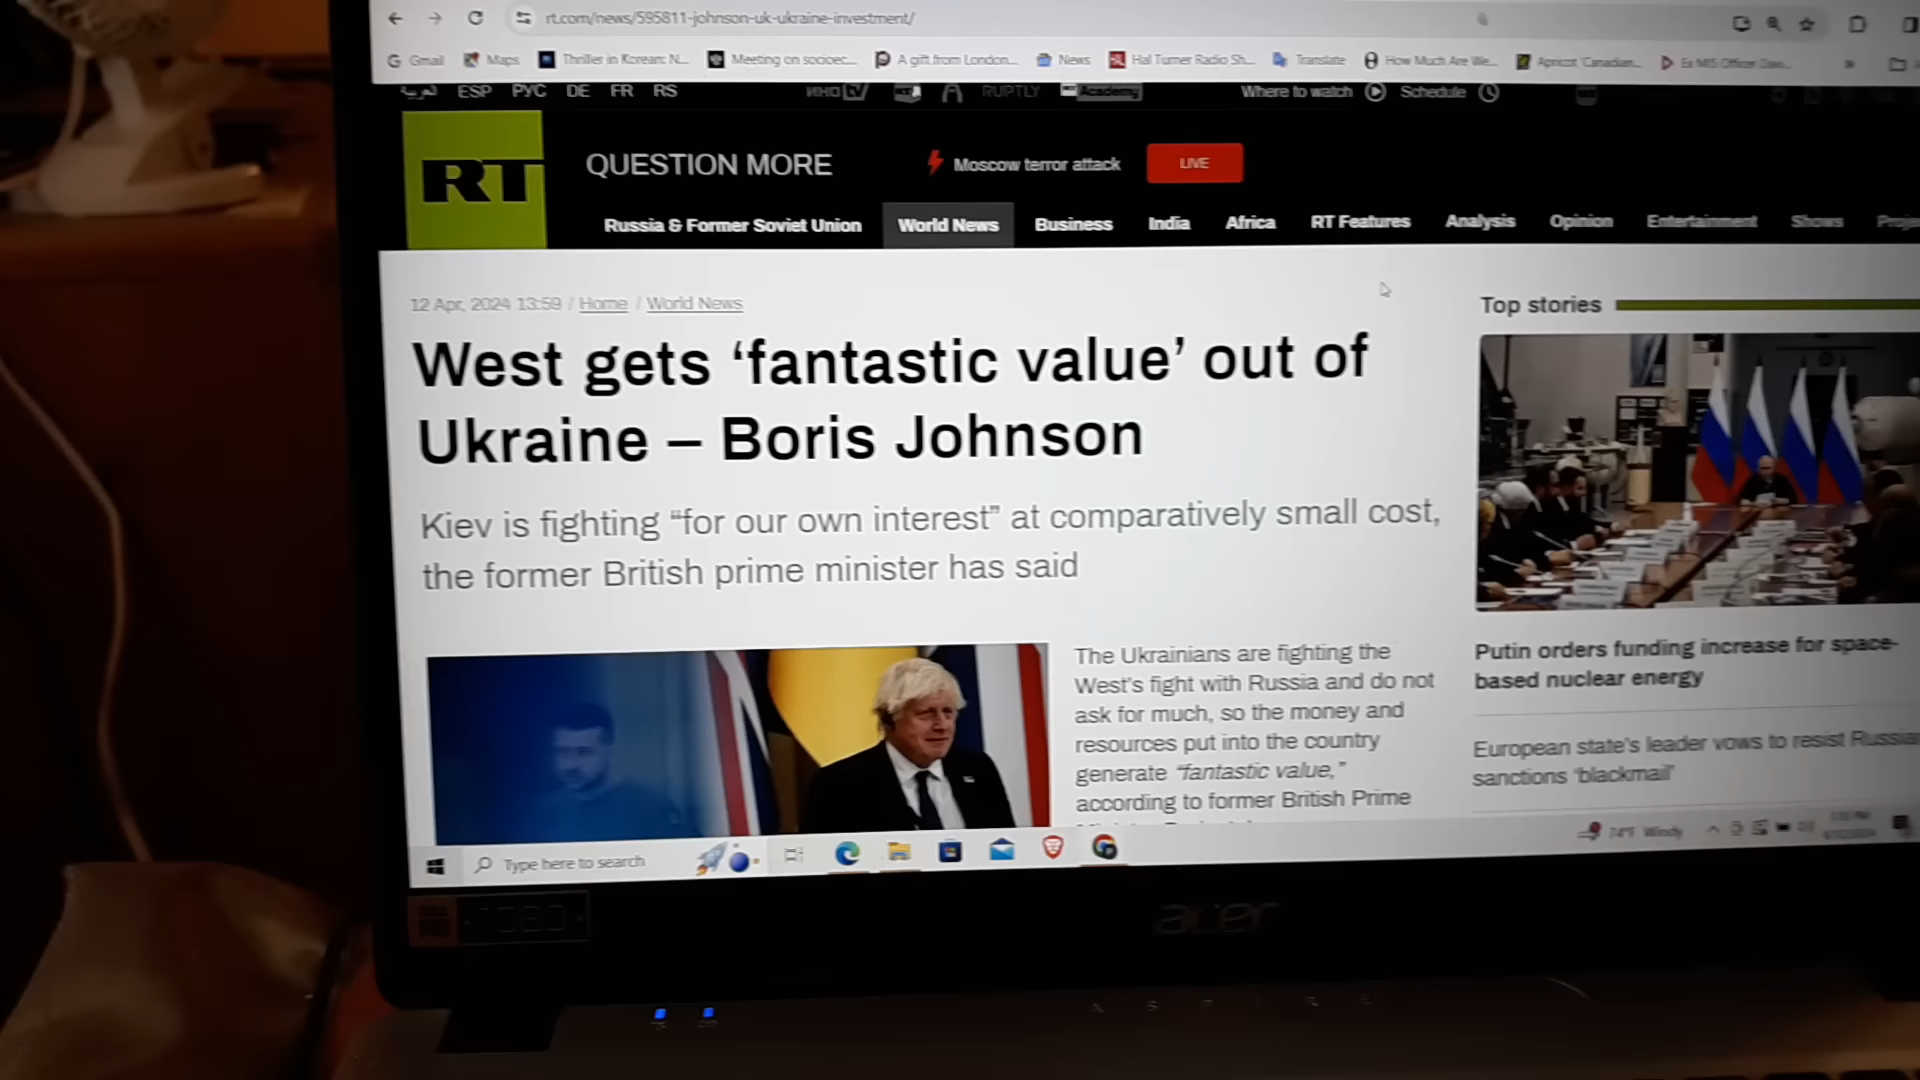 rt.com/news/595811-johnson-uk-ukraine-investment/
Gmail Maps Thriller in Korean: N... Meeting on socioec... A gift from London... News Hal Turner Radio Sh... Translate How Much Are We... Apricot 'Canadian... Ex MI5 Officer
ESP РУС DE FR RS ИНО TV RUPTLY Academy Where to watch Schedule
RT QUESTION MORE Moscow terror attack LIVE
Russia & Former Soviet Union World News Business India Africa RT Features Analysis Opinion Entertainment Shows
12 Apr, 2024 13:59 / Home / World News
West gets ‘fantastic value’ out of
Ukraine – Boris Johnson
Kiev is fighting “for our own interest” at comparatively small cost,
the former British prime minister has said
The Ukrainians are fighting the
West’s fight with Russia and do not
ask for much, so the money and
resources put into the country
generate “fantastic value,”
according to former British Prime
Top stories
Putin orders funding increase for space-
based nuclear energy
European state’s leader vows to resist Russia
sanctions ‘blackmail’
Type here to search
74°F Windy
1080
acer